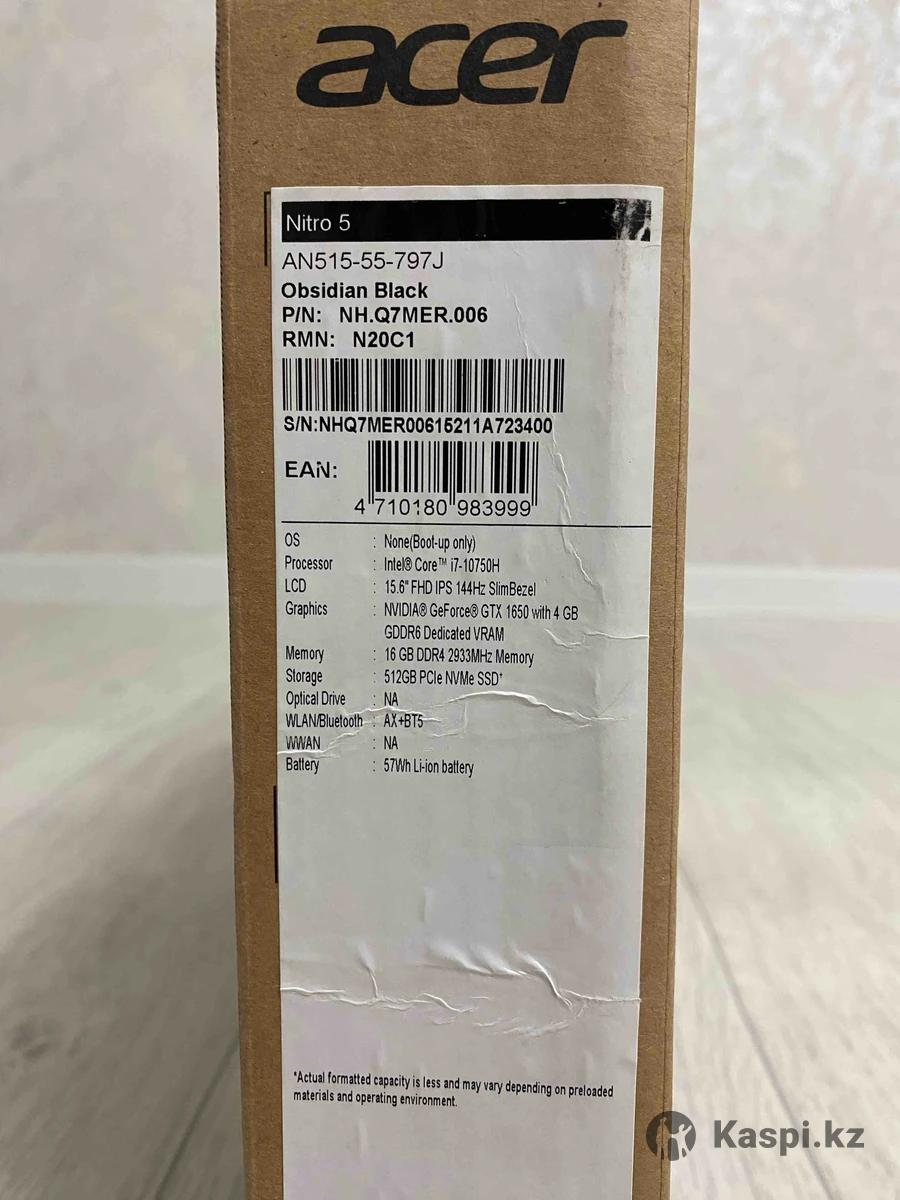 acer
Nitro 5
AN515-55-797J
Obsidian Black
P/N: NH.Q7MER.006
RMN: N20C1
S/N:NHQ7MER00615211A723400
EAN:
4 710180 983999
OS : None(Boot-up only)
Processor : Intel® Core™ i7-10750H
LCD : 15.6" FHD IPS 144Hz SlimBezel
Graphics : NVIDIA® GeForce® GTX 1650 with 4 GB
GDDR6 Dedicated VRAM
Memory : 16 GB DDR4 2933MHz Memory
Storage : 512GB PCIe NVMe SSD*
Optical Drive : NA
WLAN/Bluetooth : AX+BT5
WWAN : NA
Battery : 57Wh Li-ion battery
*Actual formatted capacity is less and may vary depending on preloaded
materials and operating environment.
Kaspi.kz